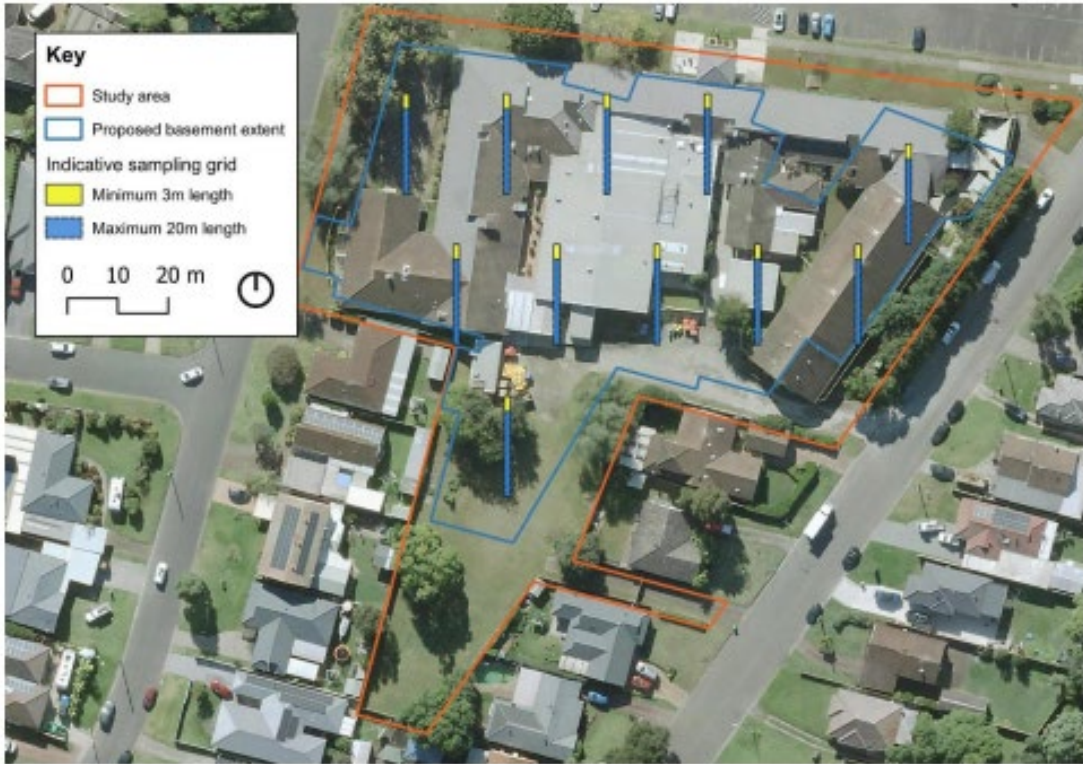 Key
Study area
Proposed basement extent
Indicative sampling grid
Minimum 3m length
Maximum 20m length
0 10 20 m